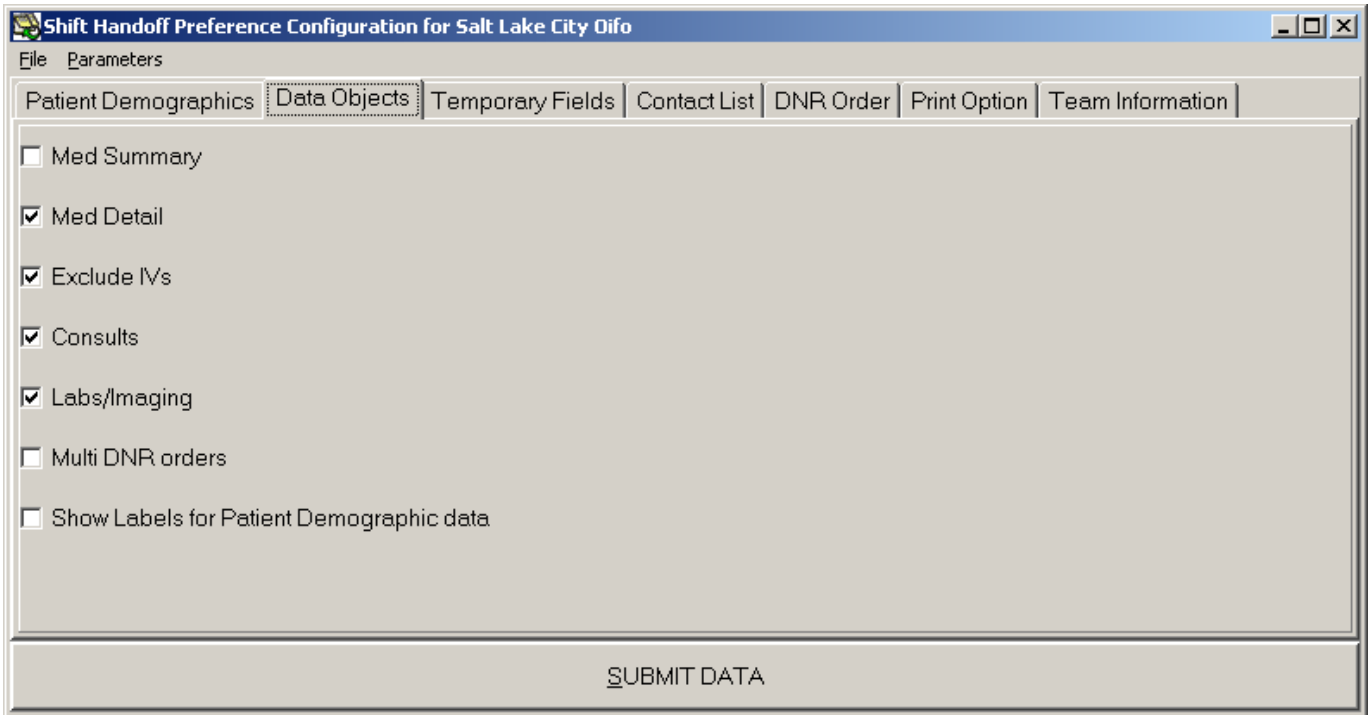 Shift Handoff Preference Configuration for Salt Lake City Oifo
File Parameters
Patient Demographics Data Objects Temporary Fields Contact List DNR Order Print Option Team Information
Med Summary
Med Detail
Exclude IVs
Consults
Labs/Imaging
Multi DNR orders
Show Labels for Patient Demographic data
SUBMIT DATA